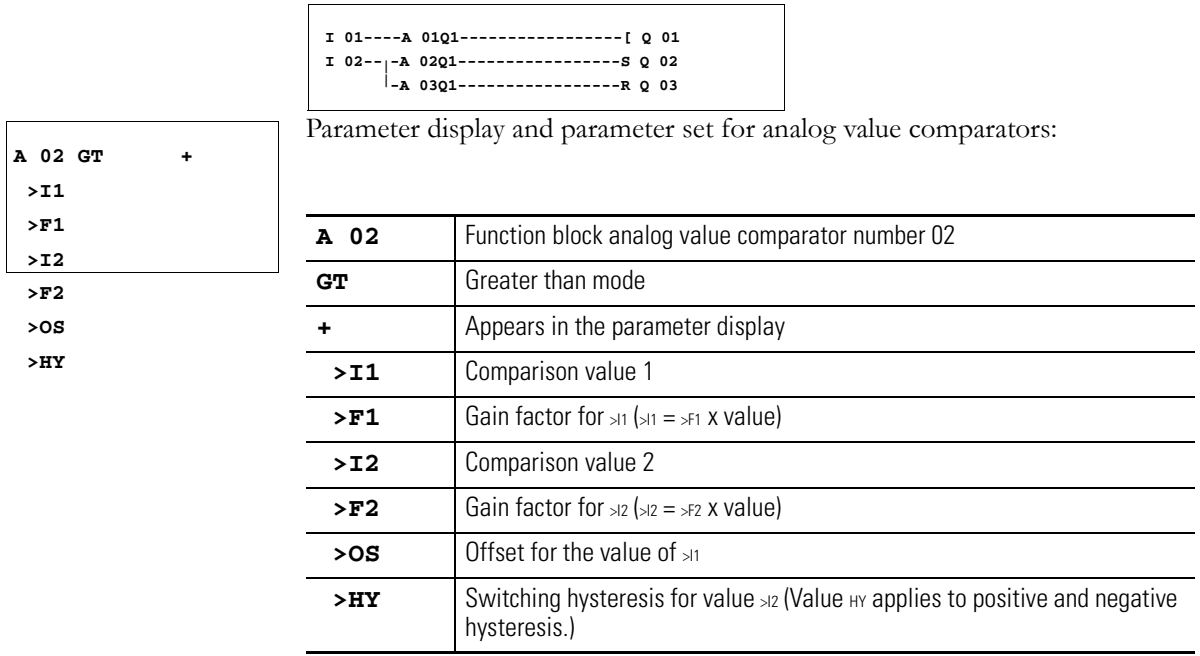 I 01----A 01Q1-----------------[ Q 01
I 02--|-A 02Q1-----------------S Q 02
|-A 03Q1-----------------R Q 03
Parameter display and parameter set for analog value comparators:
A 02 GT +
>I1
>F1
>I2
>F2
>OS
>HY
A 02 Function block analog value comparator number 02
GT Greater than mode
+ Appears in the parameter display
>I1 Comparison value 1
>F1 Gain factor for >I1 (>I1 = >F1 x value)
>I2 Comparison value 2
>F2 Gain factor for >I2 (>I2 = >F2 x value)
>OS Offset for the value of >I1
>HY Switching hysteresis for value >I2 (Value HY applies to positive and negative
hysteresis.)